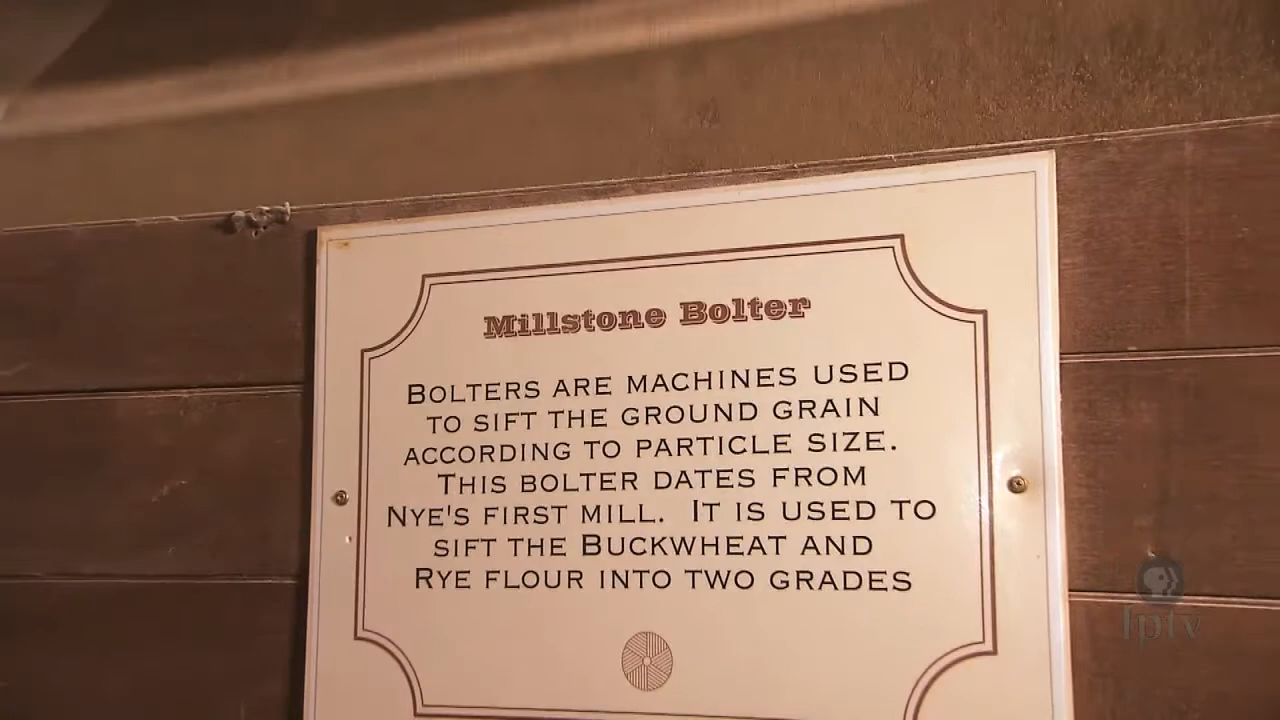 Millstone Bolter
BOLTERS ARE MACHINES USED
TO SIFT THE GROUND GRAIN
ACCORDING TO PARTICLE SIZE.
THIS BOLTER DATES FROM
NYE'S FIRST MILL. IT IS USED TO
SIFT THE BUCKWHEAT AND
RYE FLOUR INTO TWO GRADES
iptv